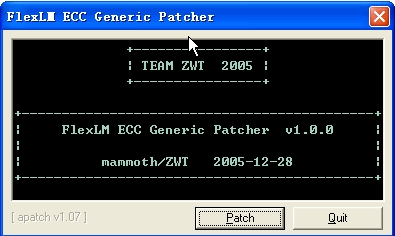 FlexLM ECC Generic Patcher
TEAM ZWT 2005
FlexLM ECC Generic Patcher v1.0.0
mammoth/ZWT 2005-12-28
[ apatch v1.07 ]
Patch
Quit